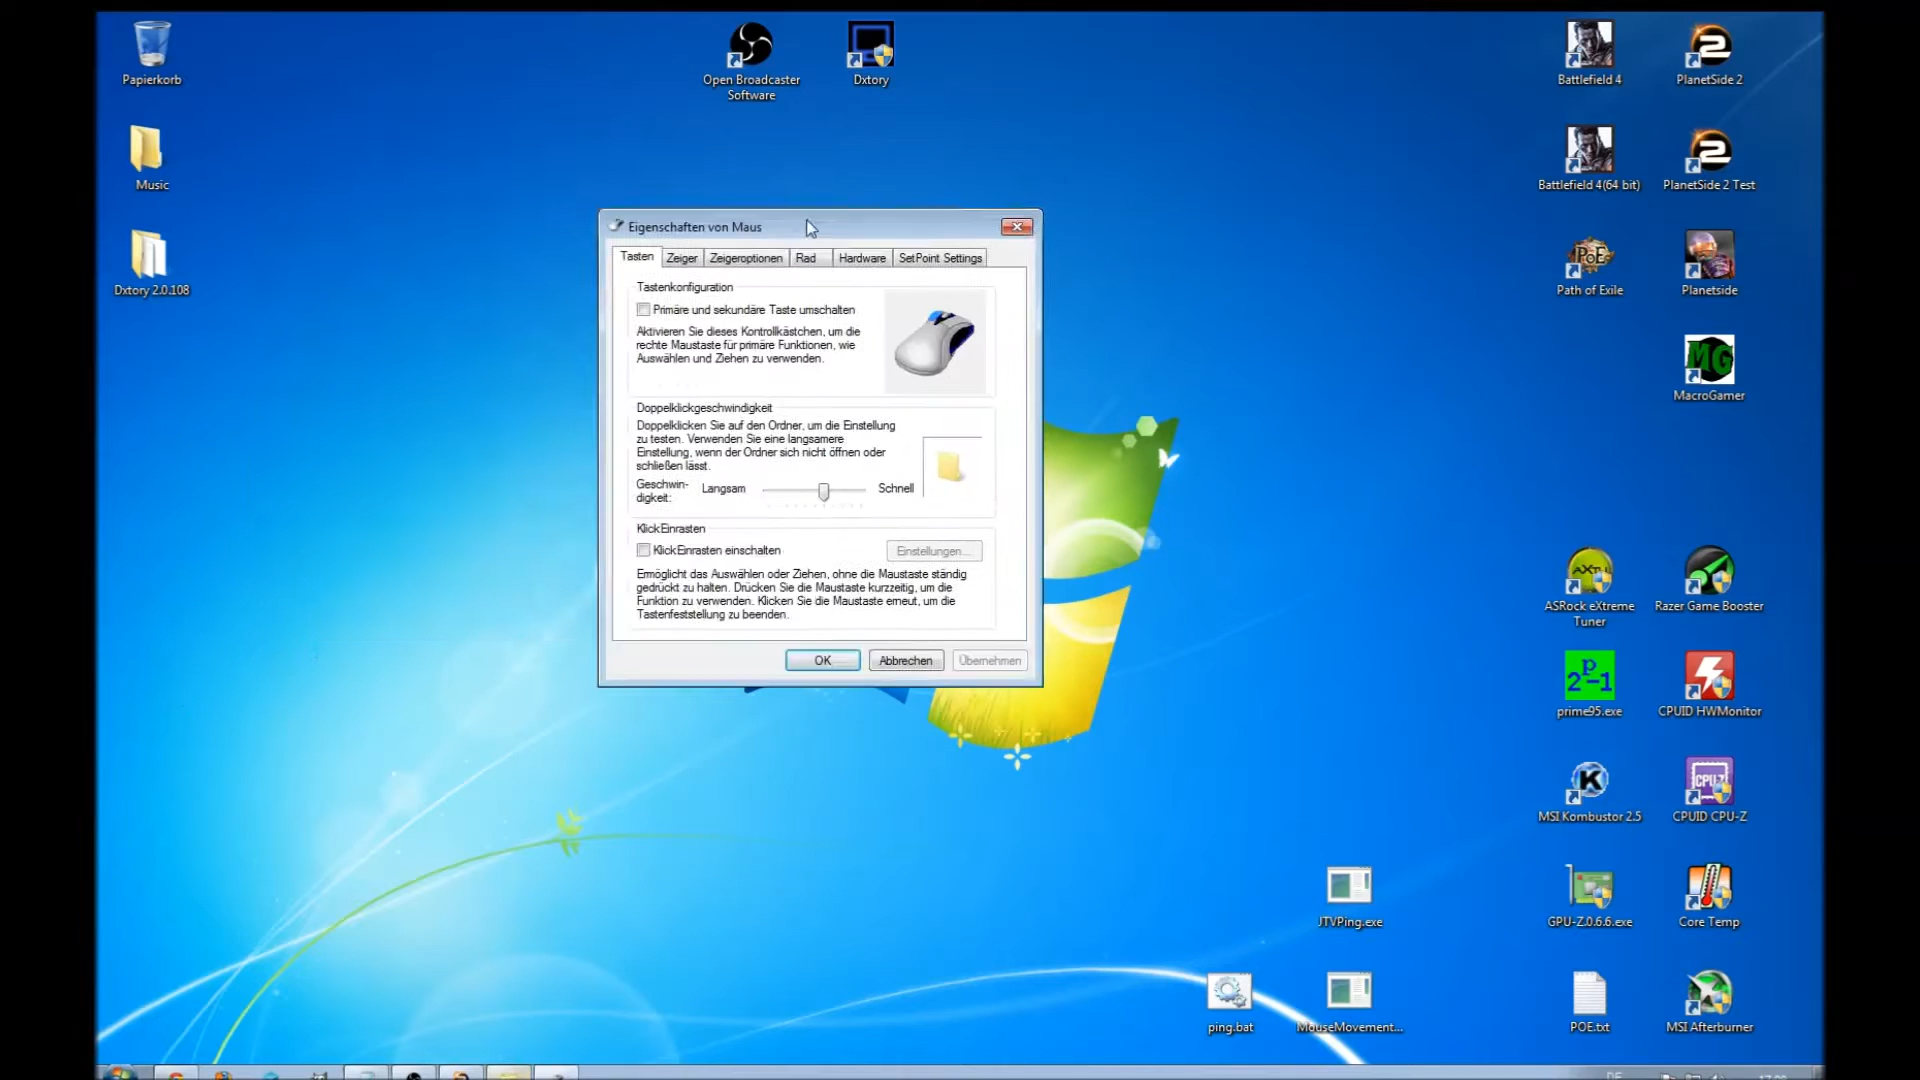 Papierkorb
Open Broadcaster
Software
Dxtory
Battlefield 4
PlanetSide 2
Music
Battlefield 4(64 bit)
PlanetSide 2 Test
Dxtory 2.0.108
Path of Exile
Planetside
MG
MacroGamer
Eigenschaften von Maus
Tasten
Zeiger
Zeigeroptionen
Rad
Hardware
SetPoint Settings
Tastenkonfiguration
Primäre und sekundäre Taste umschalten
Aktivieren Sie dieses Kontrollkästchen, um die
rechte Maustaste für primäre Funktionen, wie
Auswählen und Ziehen zu verwenden.
Doppelklickgeschwindigkeit
Doppelklicken Sie auf den Ordner, um die Einstellung
zu testen. Verwenden Sie eine langsamere
Einstellung, wenn der Ordner sich nicht öffnen oder
schließen lässt.
Geschwin-
digkeit:
Langsam
Schnell
KlickEinrasten
KlickEinrasten einschalten
Einstellungen...
Ermöglicht das Auswählen oder Ziehen, ohne die Maustaste ständig
gedrückt zu halten. Drücken Sie die Maustaste kurzzeitig, um die
Funktion zu verwenden. Klicken Sie die Maustaste erneut, um die
Tastenfeststellung zu beenden.
OK
Abbrechen
Übernehmen
ASRock eXtreme
Tuner
Razer Game Booster
prime95.exe
CPUID HWMonitor
MSI Kombustor 2.5
CPUID CPU-Z
JTVPing.exe
GPU-Z.0.6.6.exe
Core Temp
ping.bat
MouseMovement...
POE.txt
MSI Afterburner